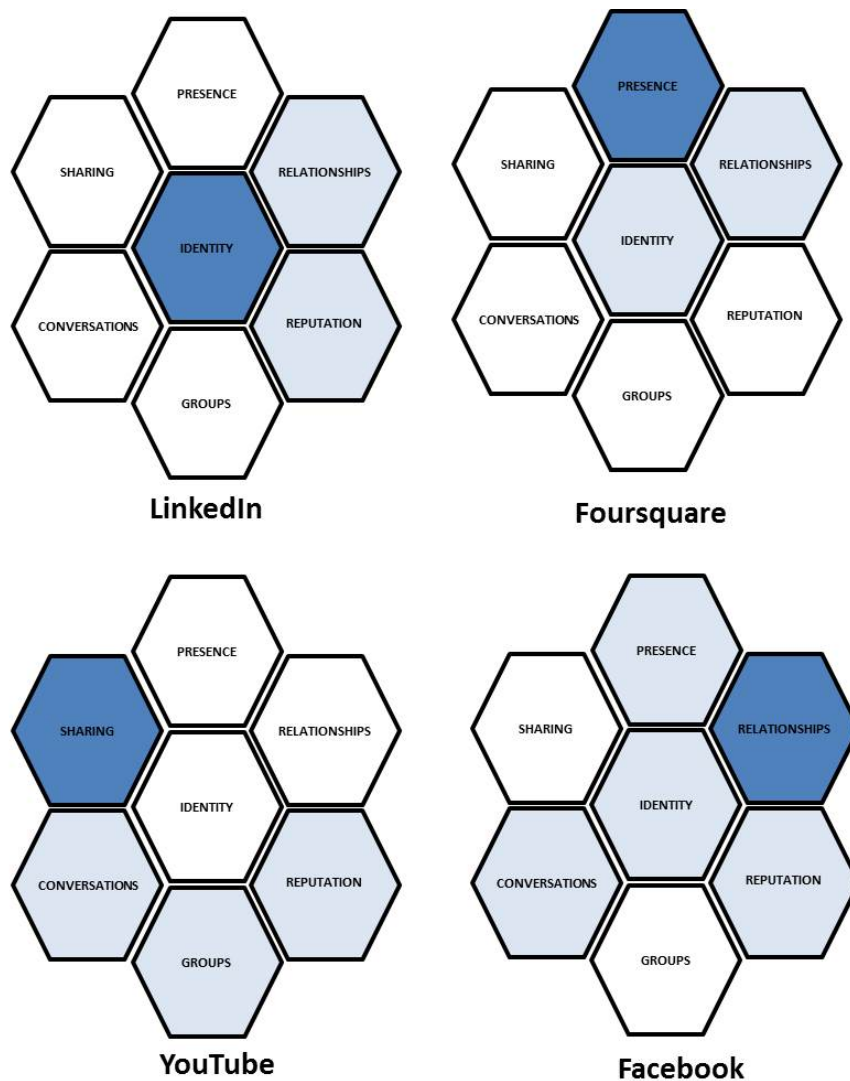 PRESENCE
SHARING
RELATIONSHIPS
IDENTITY
CONVERSATIONS
REPUTATION
GROUPS
LinkedIn
PRESENCE
SHARING
RELATIONSHIPS
IDENTITY
CONVERSATIONS
REPUTATION
GROUPS
Foursquare
PRESENCE
SHARING
RELATIONSHIPS
IDENTITY
CONVERSATIONS
REPUTATION
GROUPS
YouTube
PRESENCE
SHARING
RELATIONSHIPS
IDENTITY
CONVERSATIONS
REPUTATION
GROUPS
Facebook